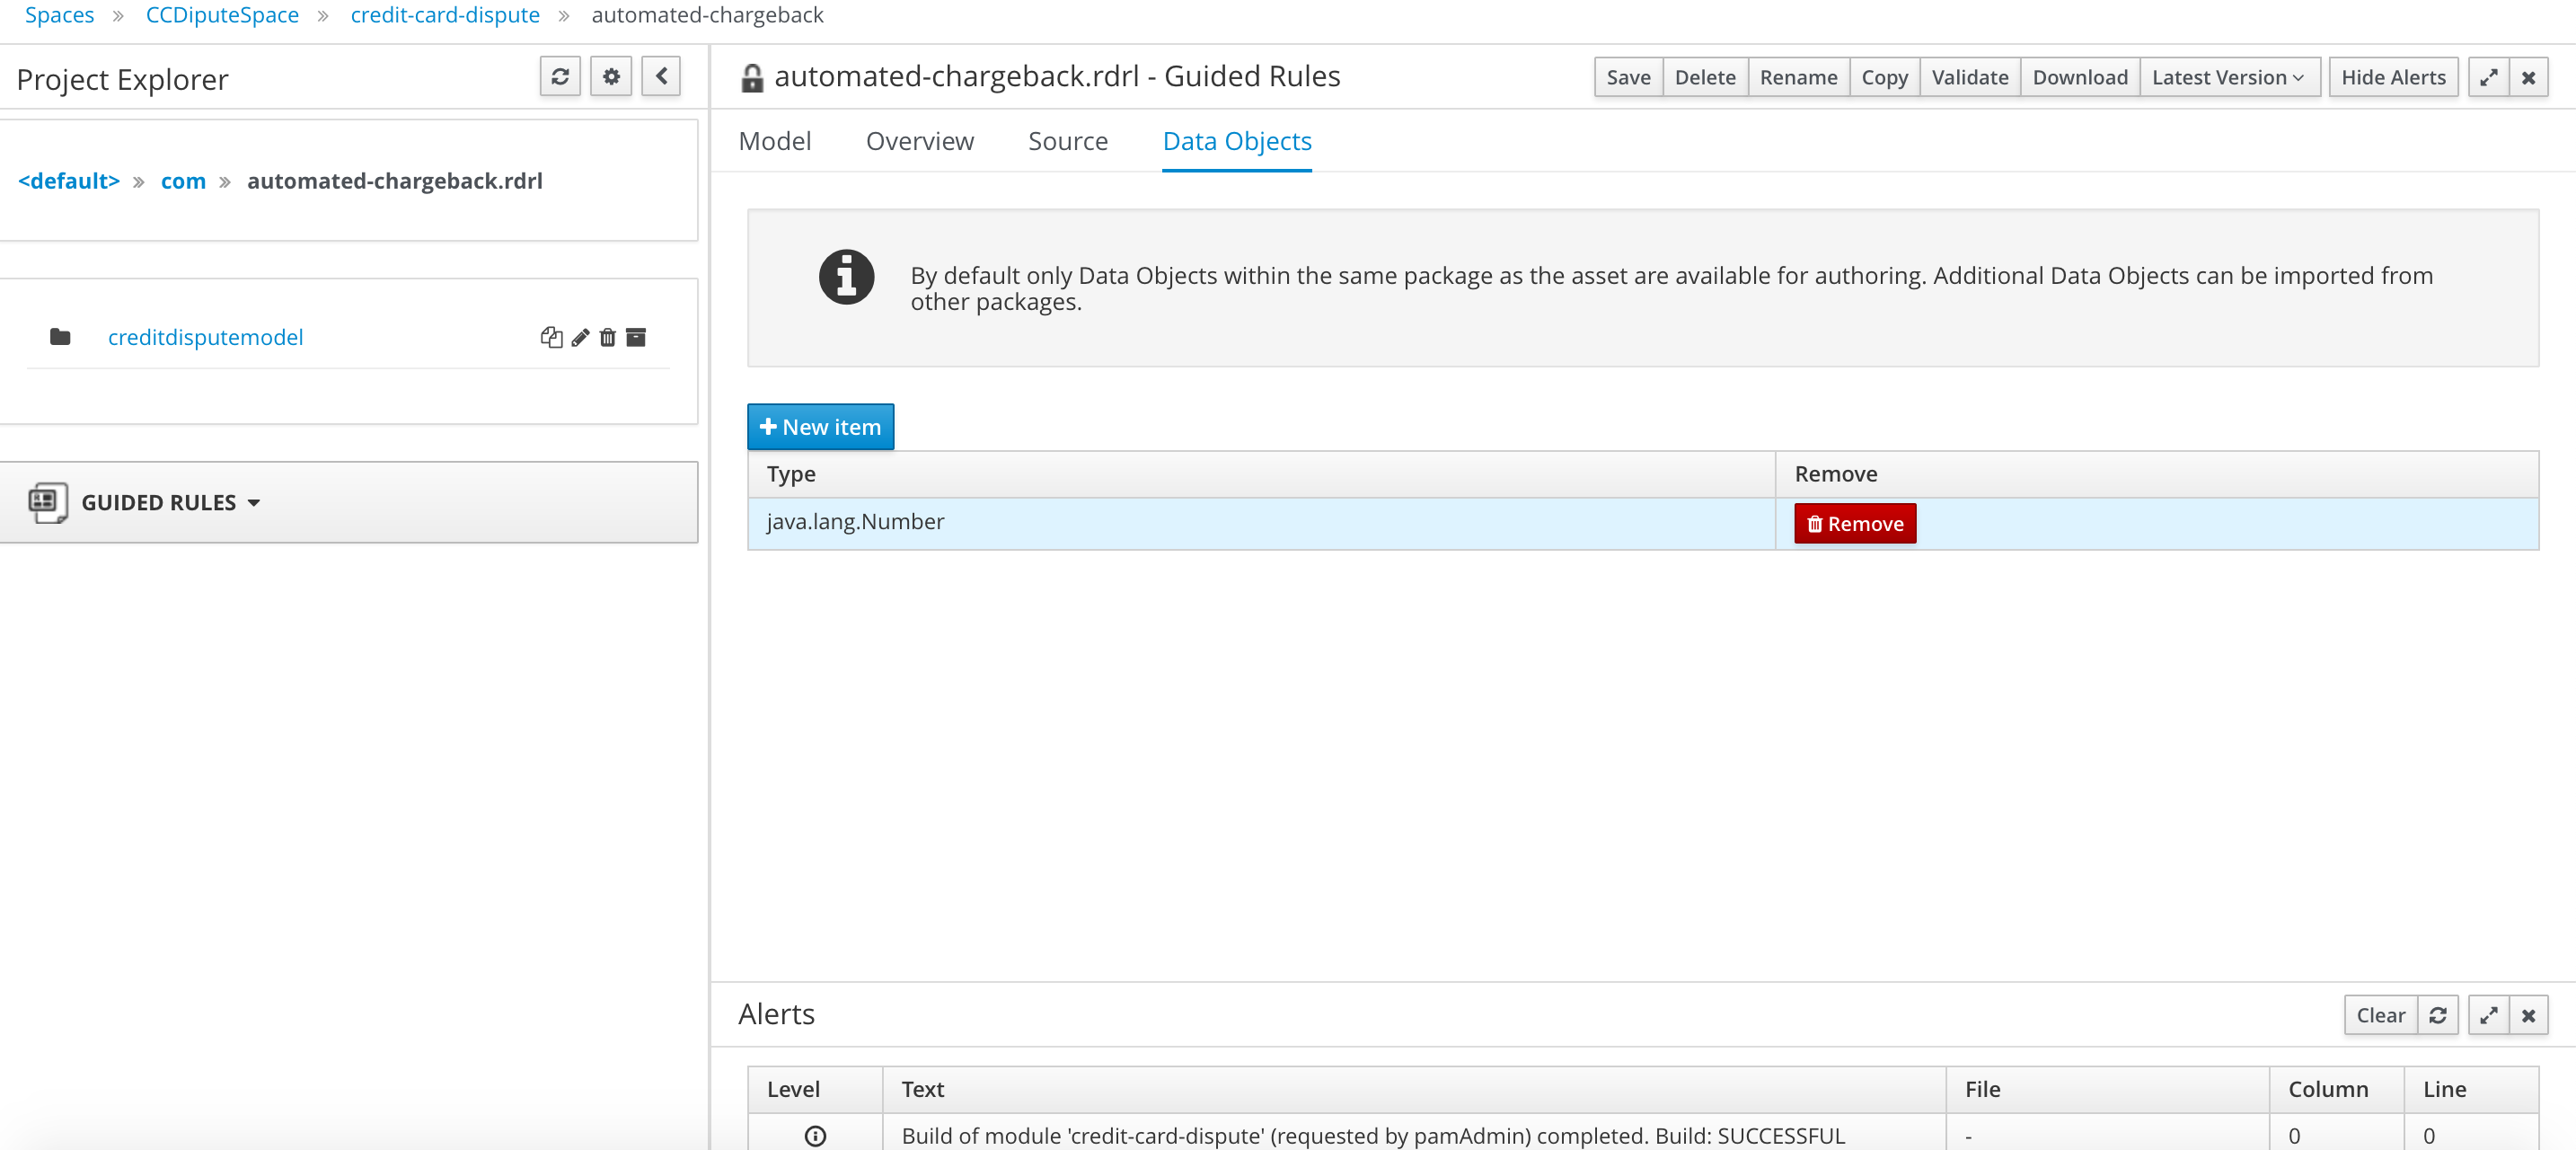 Spaces » CCDiputeSpace » credit-card-dispute » automated-chargeback
Project Explorer
<default> » com » automated-chargeback.rdrl
creditdisputemodel
GUIDED RULES
automated-chargeback.rdrl - Guided Rules
Save Delete Rename Copy Validate Download Latest Version Hide Alerts
Model Overview Source Data Objects
By default only Data Objects within the same package as the asset are available for authoring. Additional Data Objects can be imported from
other packages.
+ New item
Type Remove
java.lang.Number Remove
Alerts
Clear
Level Text File Column Line
Build of module 'credit-card-dispute' (requested by pamAdmin) completed. Build: SUCCESSFUL - 0 0